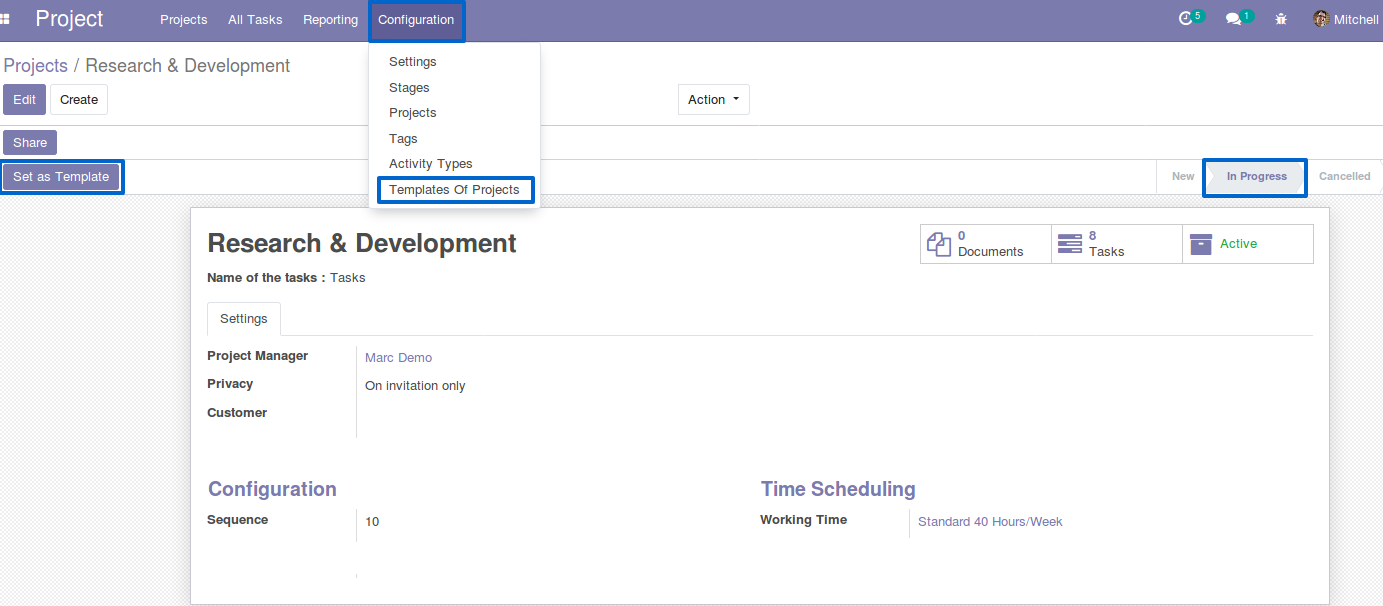 Project Projects All Tasks Reporting Configuration 5 1 Mitchell
Projects / Research & Development
Settings
Stages
Projects
Tags
Activity Types
Templates Of Projects
Edit Create Action
Share
Set as Template New In Progress Cancelled
Research & Development
0 Documents
8 Tasks
Active
Name of the tasks : Tasks
Settings
Project Manager Marc Demo
Privacy On invitation only
Customer
Configuration Time Scheduling
Sequence 10 Working Time Standard 40 Hours/Week